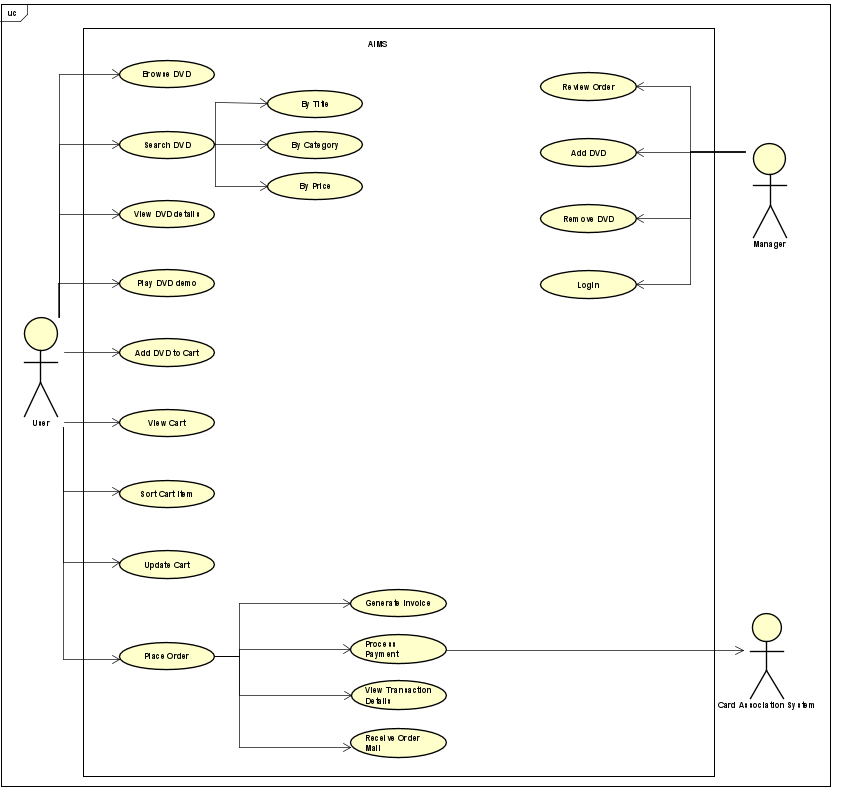 uc
AIMS
Browse DVD
By Title
Search DVD
By Category
By Price
View DVD details
Play DVD demo
Add DVD to Cart
User
View Cart
Sort Cart Item
Update Cart
Place Order
Generate Invoice
Process
Payment
View Transaction
Details
Receive Order
Mail
Review Order
Add DVD
Remove DVD
Login
Manager
Card Association System